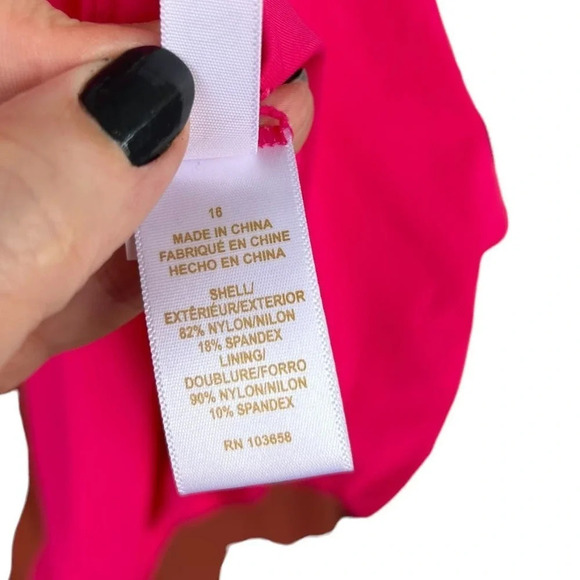 16
MADE IN CHINA
FABRIQUÉ EN CHINE
HECHO EN CHINA
SHELL/
EXTÉRIEUR/EXTERIOR
82% NYLON/NILON
18% SPANDEX
LINING/
DOUBLURE/FORRO
90% NYLON/NILON
10% SPANDEX
RN 103658